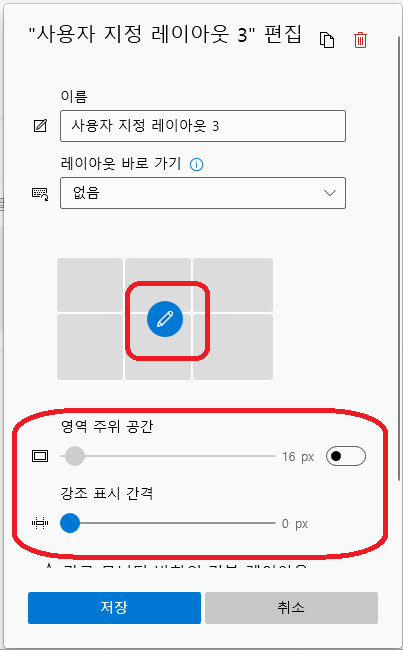 "사용자 지정 레이아웃 3" 편집
이름
사용자 지정 레이아웃 3
레이아웃 바로 가기
없음
영역 주위 공간
16 px
강조 표시 간격
0 px
저장
취소